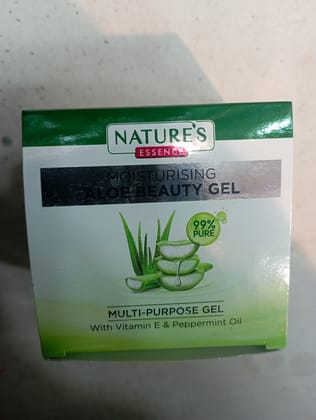 NATURE'S
ESSENCE
MOISTURISING
ALOE BEAUTY GEL
99%
PURE
MULTI-PURPOSE GEL
With Vitamin E & Peppermint Oil